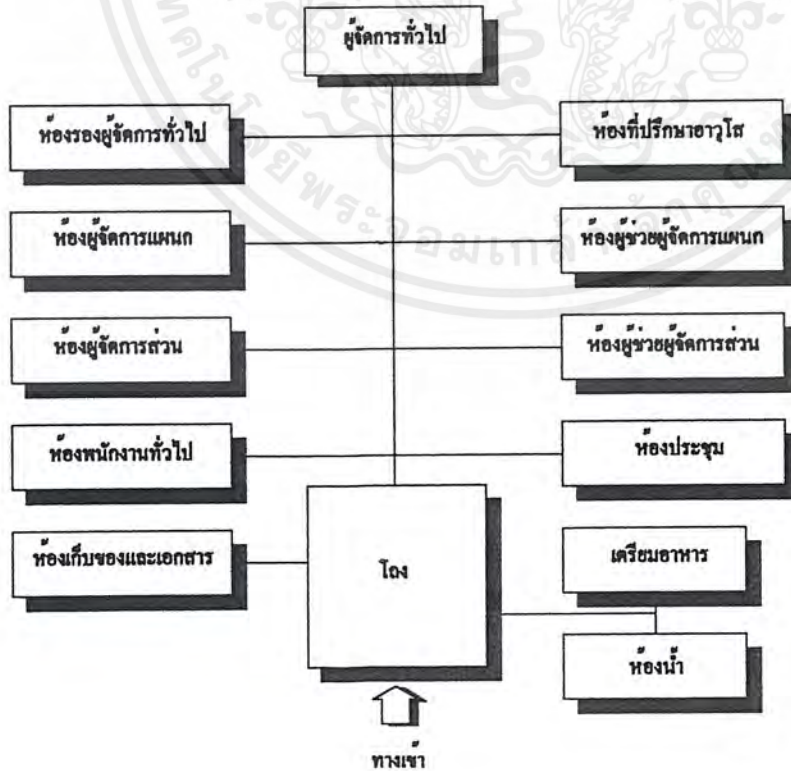 ผู้จัดการทั่วไป
ห้องรองผู้จัดการทั่วไป
ห้องที่ปรึกษาอาวุโส
ห้องผู้จัดการแผนก
ห้องผู้ช่วยผู้จัดการแผนก
ห้องผู้จัดการส่วน
ห้องผู้ช่วยผู้จัดการส่วน
ห้องพนักงานทั่วไป
ห้องประชุม
ห้องเก็บของและเอกสาร
โถง
เตรียมอาหาร
ห้องน้ำ
ทางเข้า